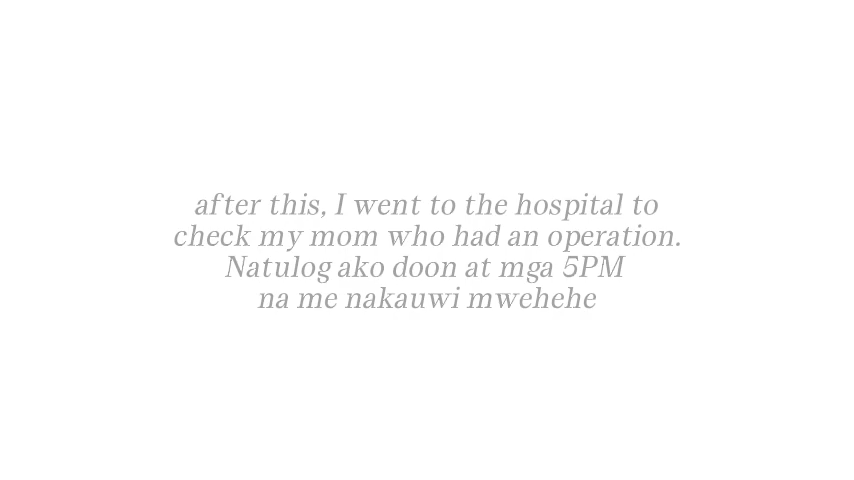 after this, I went to the hospital to
check my mom who had an operation.
Natulog ako doon at mga 5PM
na me nakauwi mwehehe